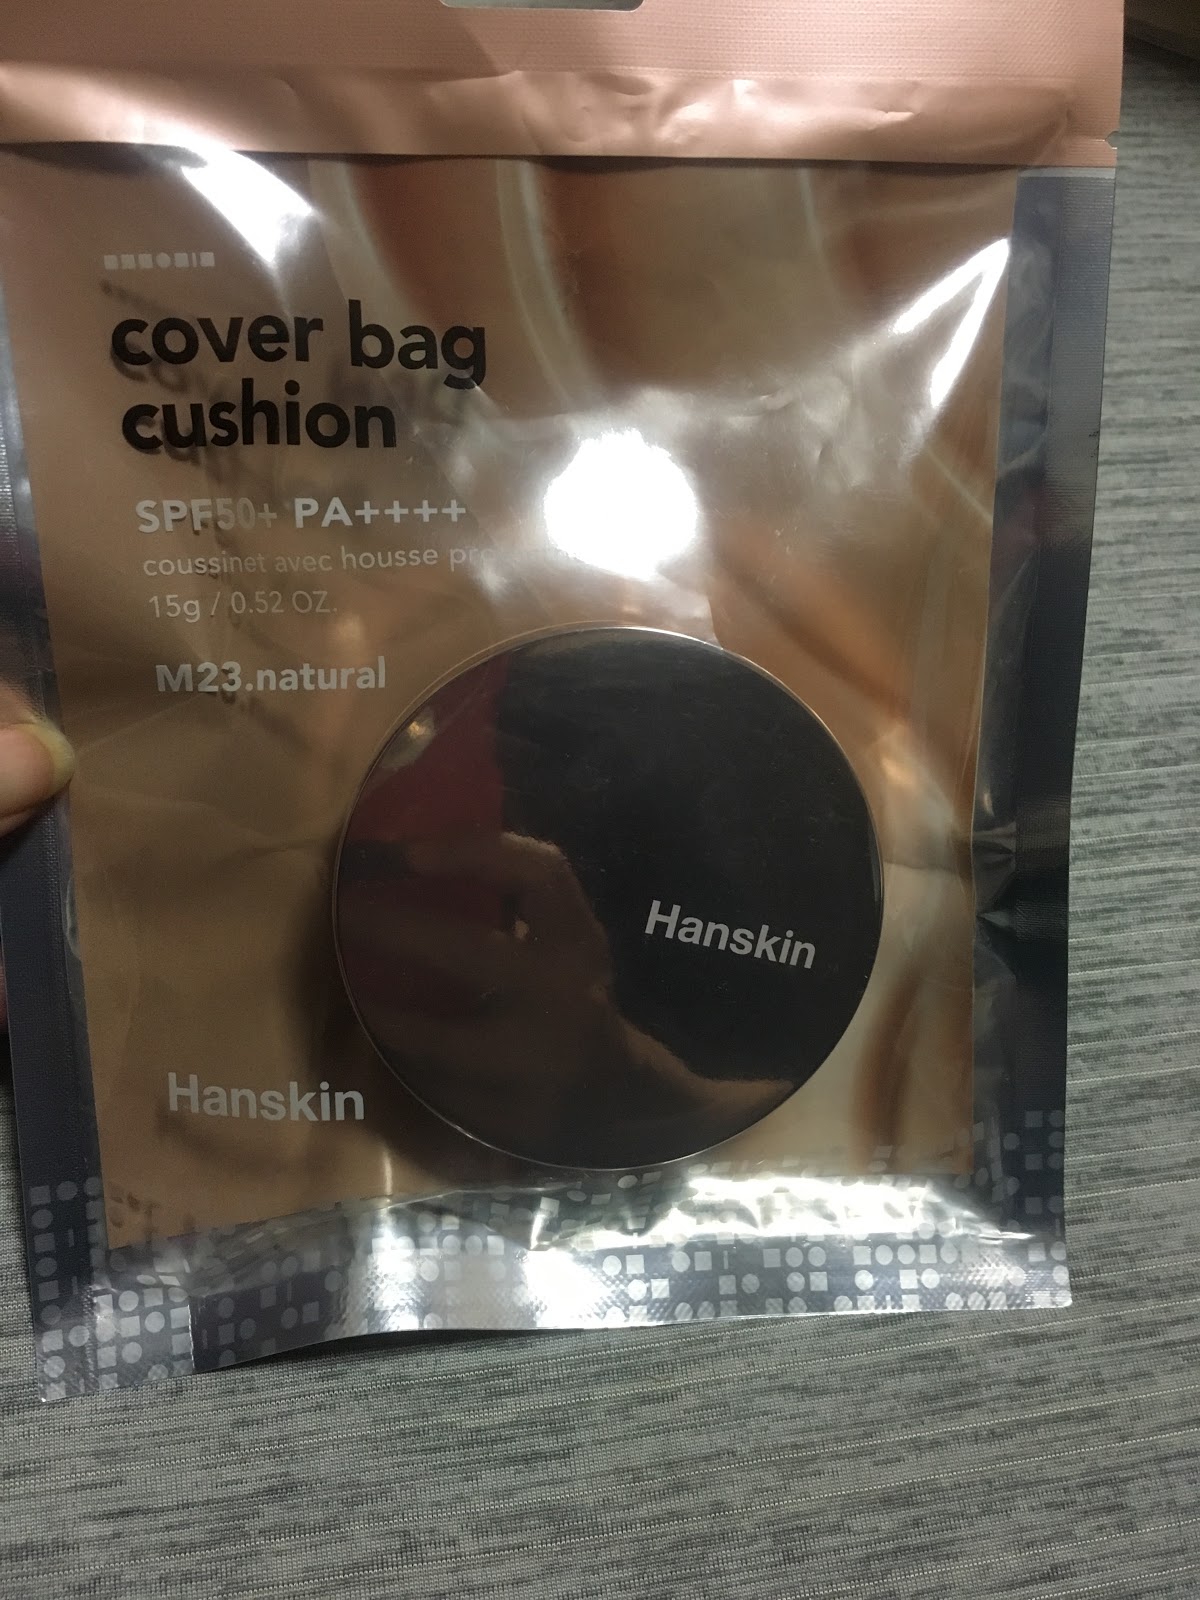 cover bag
cushion
SPF50+ PA++++
coussinet avec housse
15g / 0.52 OZ.
M23.natural
Hanskin
Hanskin